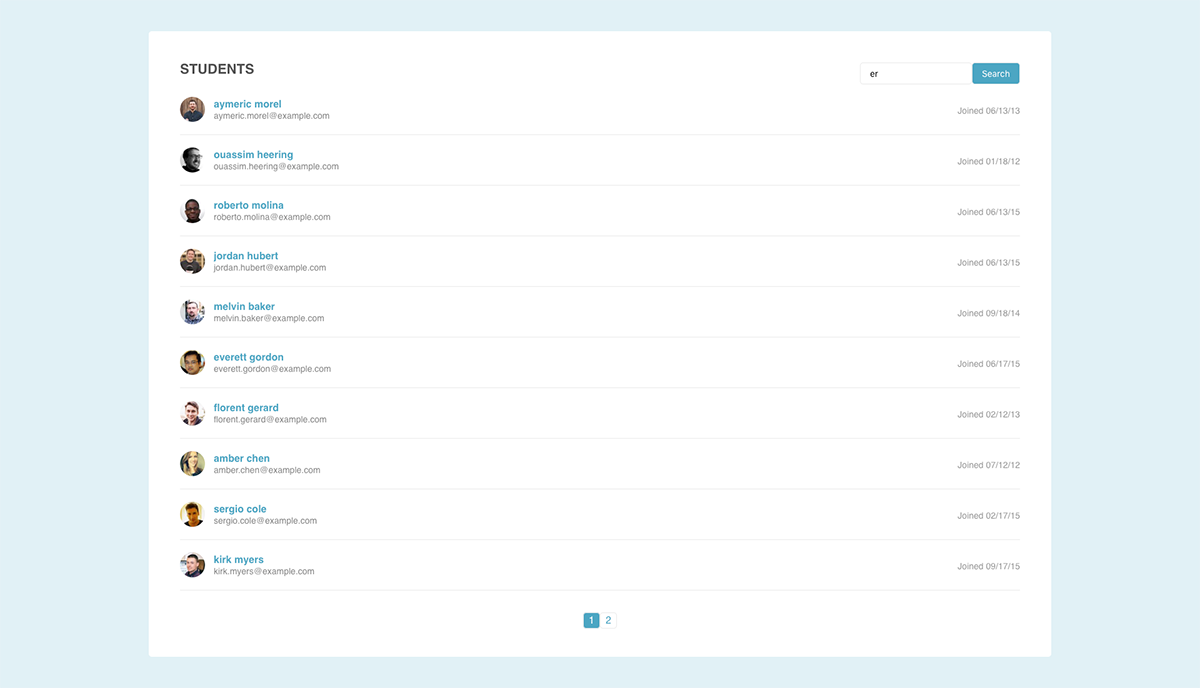 STUDENTS
er
Search
aymeric morel
aymeric.morel@example.com
Joined 06/13/13
ouassim heering
ouassim.heering@example.com
Joined 01/18/12
roberto molina
roberto.molina@example.com
Joined 06/13/15
jordan hubert
jordan.hubert@example.com
Joined 06/13/15
melvin baker
melvin.baker@example.com
Joined 09/18/14
everett gordon
everett.gordon@example.com
Joined 06/17/15
florent gerard
florent.gerard@example.com
Joined 02/12/13
amber chen
amber.chen@example.com
Joined 07/12/12
sergio cole
sergio.cole@example.com
Joined 02/17/15
kirk myers
kirk.myers@example.com
Joined 09/17/15
1 2